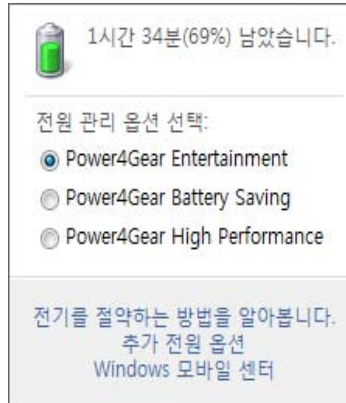 1시간 34분(69%) 남았습니다.
전원 관리 옵션 선택:
Power4Gear Entertainment
Power4Gear Battery Saving
Power4Gear High Performance
전기를 절약하는 방법을 알아봅니다.
추가 전원 옵션
Windows 모바일 센터